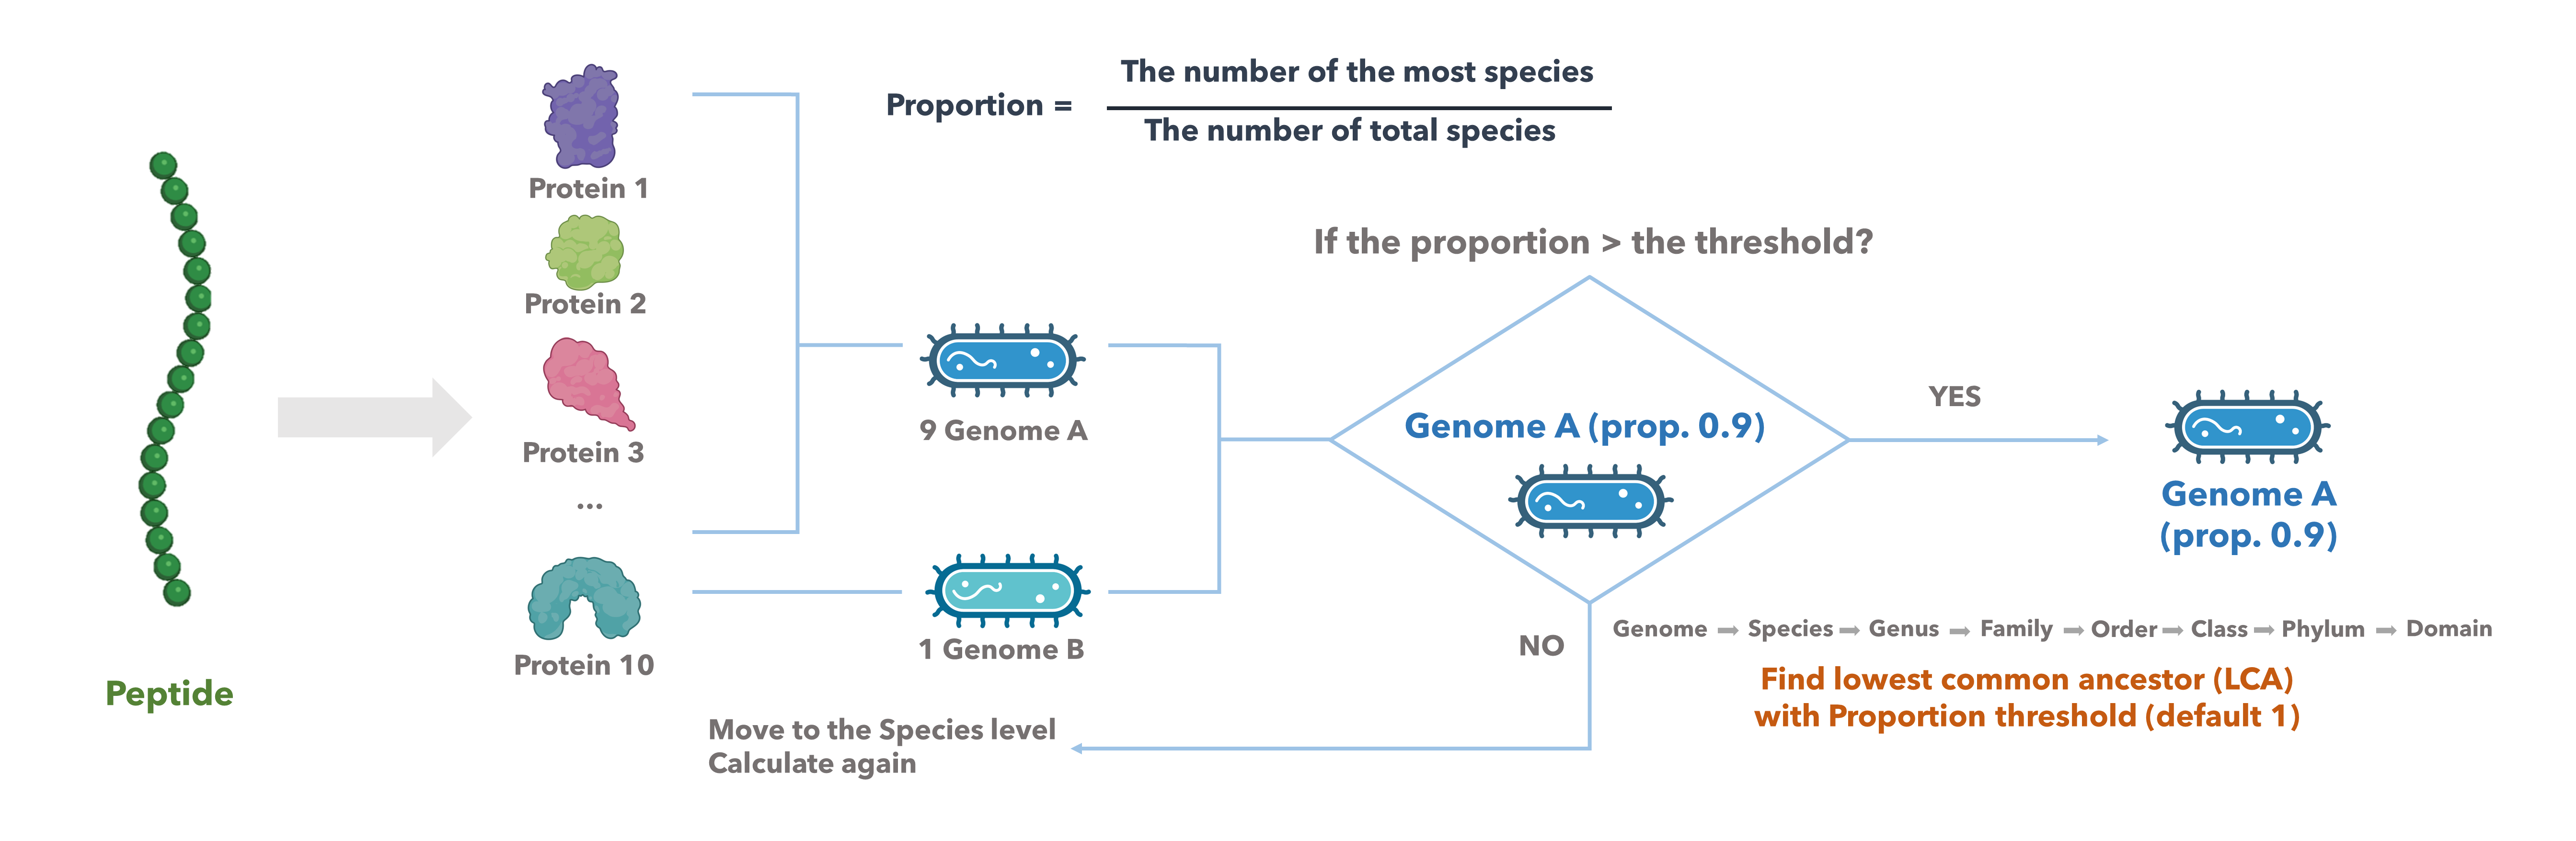 Peptide
Protein 1
Protein 2
Protein 3
...
Protein 10
Proportion =
The number of the most species
The number of total species
9 Genome A
1 Genome B
If the proportion > the threshold?
Genome A (prop. 0.9)
YES
Genome A
(prop. 0.9)
NO
Move to the Species level
Calculate again
Genome ➡ Species ➡ Genus ➡ Family ➡ Order ➡ Class ➡ Phylum ➡ Domain
Find lowest common ancestor (LCA)
with Proportion threshold (default 1)